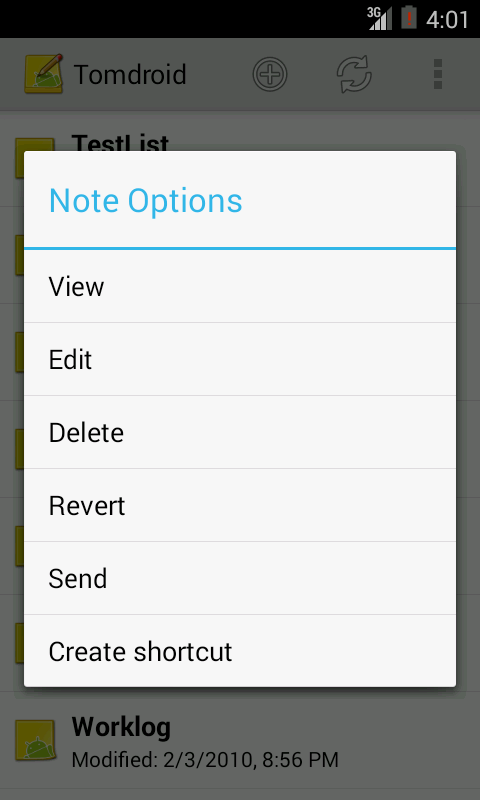 3G 4:01
Tomdroid
TestList
Note Options
View
Edit
Delete
Revert
Send
Create shortcut
Worklog
Modified: 2/3/2010, 8:56 PM